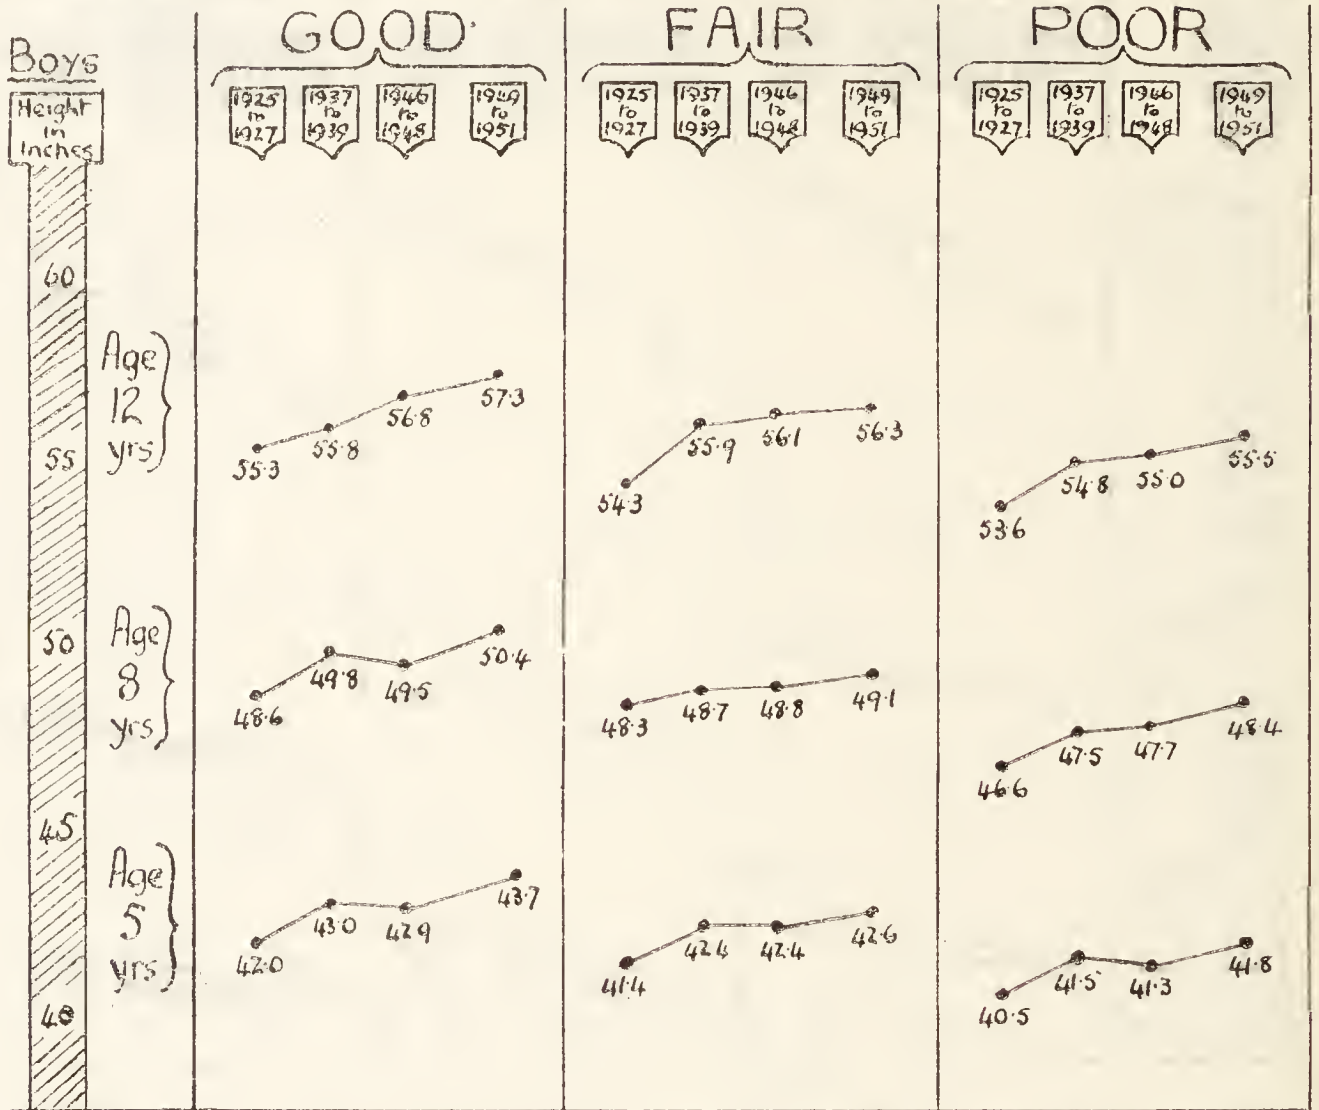 GOOD FAIR POOR
Boys
Height
in
Inches
1925
to
1927
1937
to
1939
1946
to
1948
1949
to
1951
1925
to
1927
1937
to
1939
1946
to
1948
1949
to
1951
1925
to
1927
1937
to
1939
1946
to
1948
1949
to
1951
60
Age
12
yrs
55
55.3 55.8 56.8 57.3
54.3 55.9 56.1 56.3
53.6 54.8 55.0 55.5
Age
8
yrs
50
48.6 49.8 49.5 50.4
48.3 48.7 48.8 49.1
46.6 47.5 47.7 48.4
45
Age
5
yrs
42.0 43.0 42.9 43.7
41.4 42.4 42.4 42.6
40.5 41.5 41.3 41.8
40